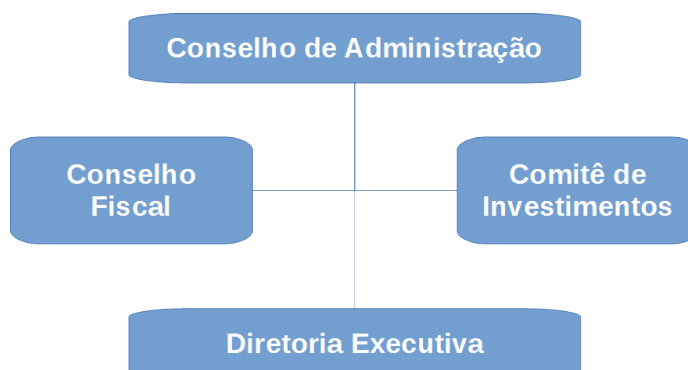 Conselho de Administração
Conselho
Fiscal
Comitê de
Investimentos
Diretoria Executiva